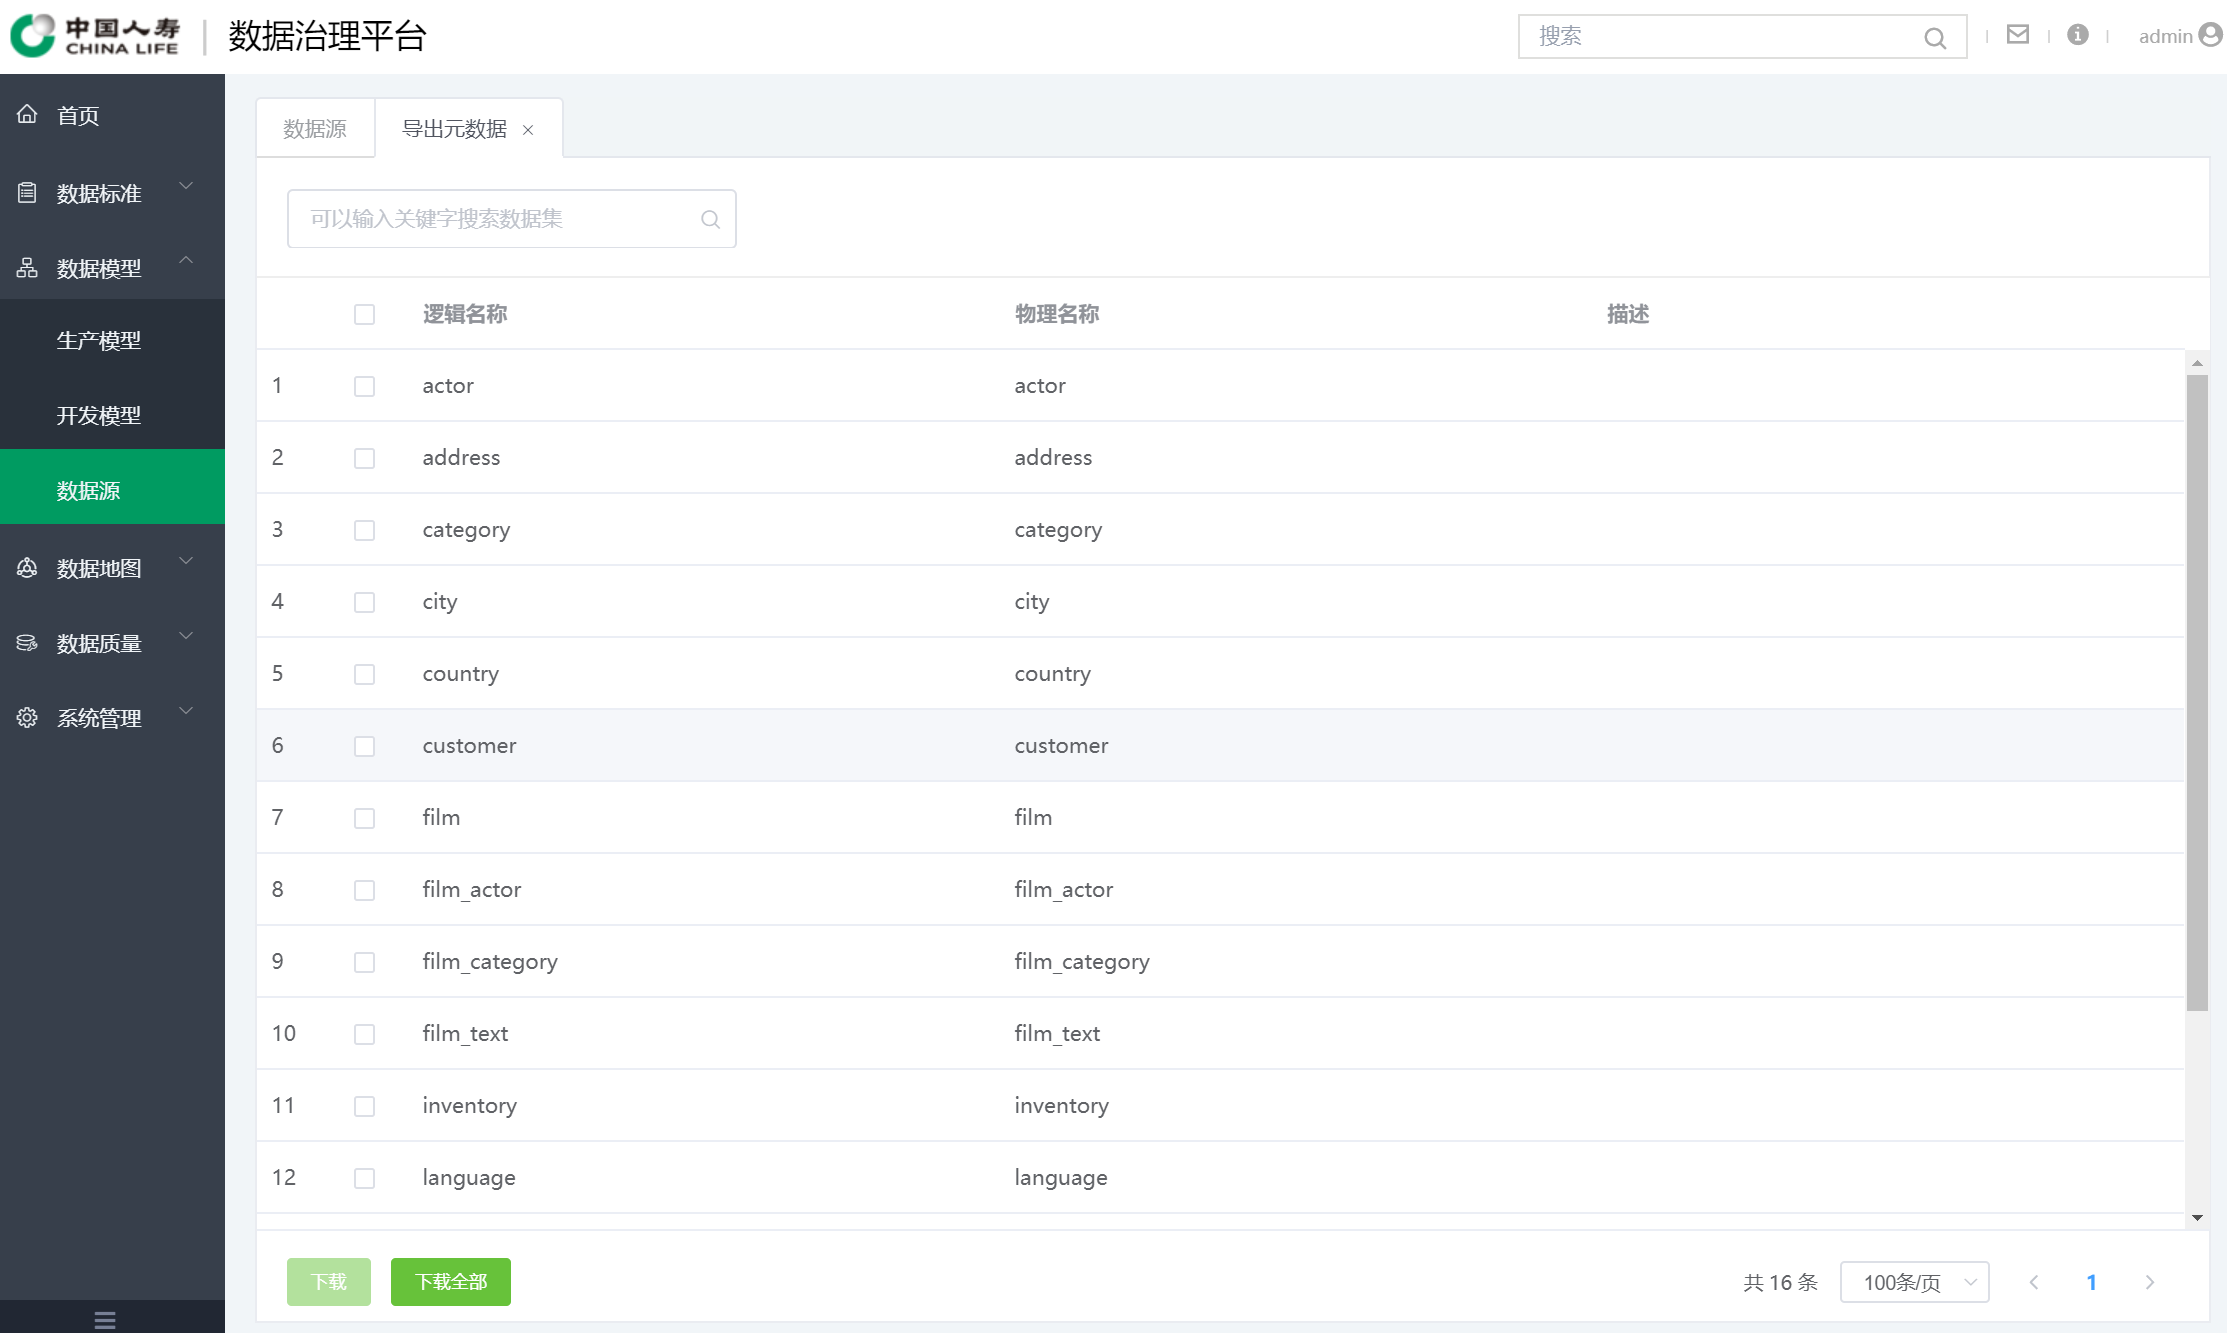 中国人寿
CHINA LIFE
数据治理平台
搜索
admin
首页
数据标准
数据模型
生产模型
开发模型
数据源
数据地图
数据质量
系统管理
数据源 导出元数据
可以输入关键字搜索数据集
逻辑名称 物理名称 描述
1 actor actor
2 address address
3 category category
4 city city
5 country country
6 customer customer
7 film film
8 film_actor film_actor
9 film_category film_category
10 film_text film_text
11 inventory inventory
12 language language
下载 下载全部 共 16 条 100条/页 1